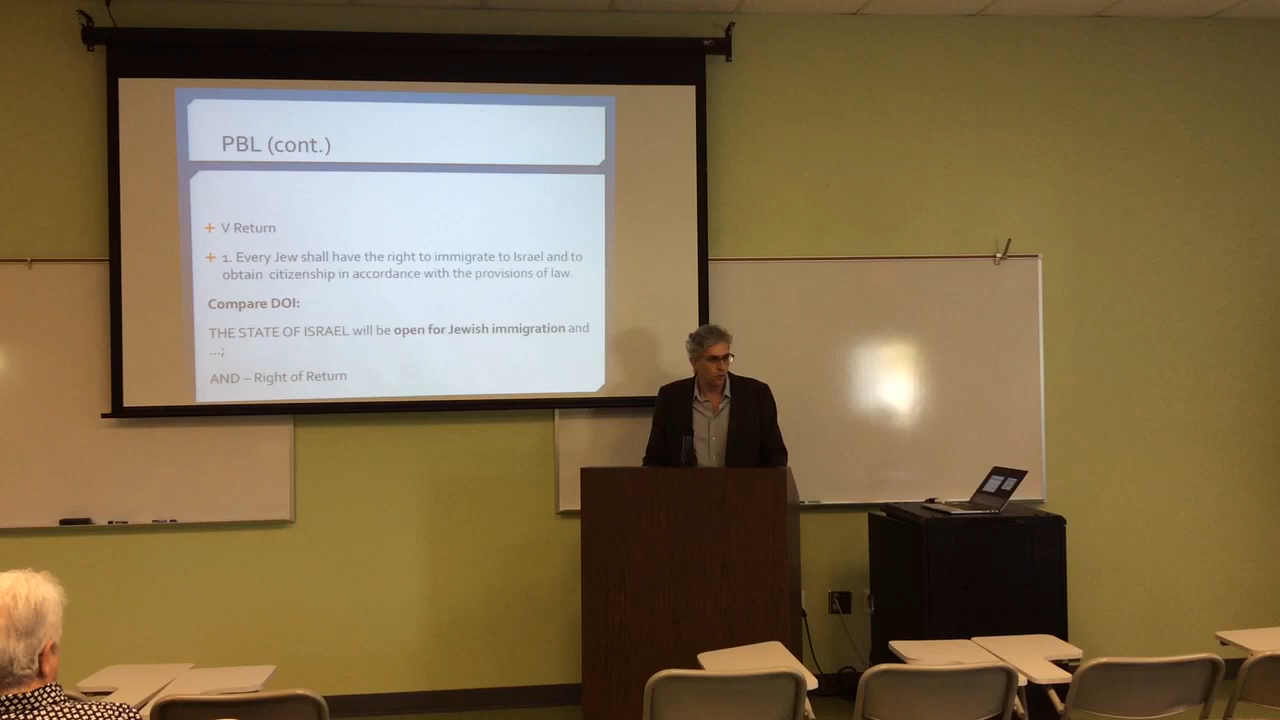 PBL (cont.)
+ V Return
+ 1. Every Jew shall have the right to immigrate to Israel and to
obtain citizenship in accordance with the provisions of law.
Compare DOI:
THE STATE OF ISRAEL will be open for Jewish immigration and
...;
AND – Right of Return